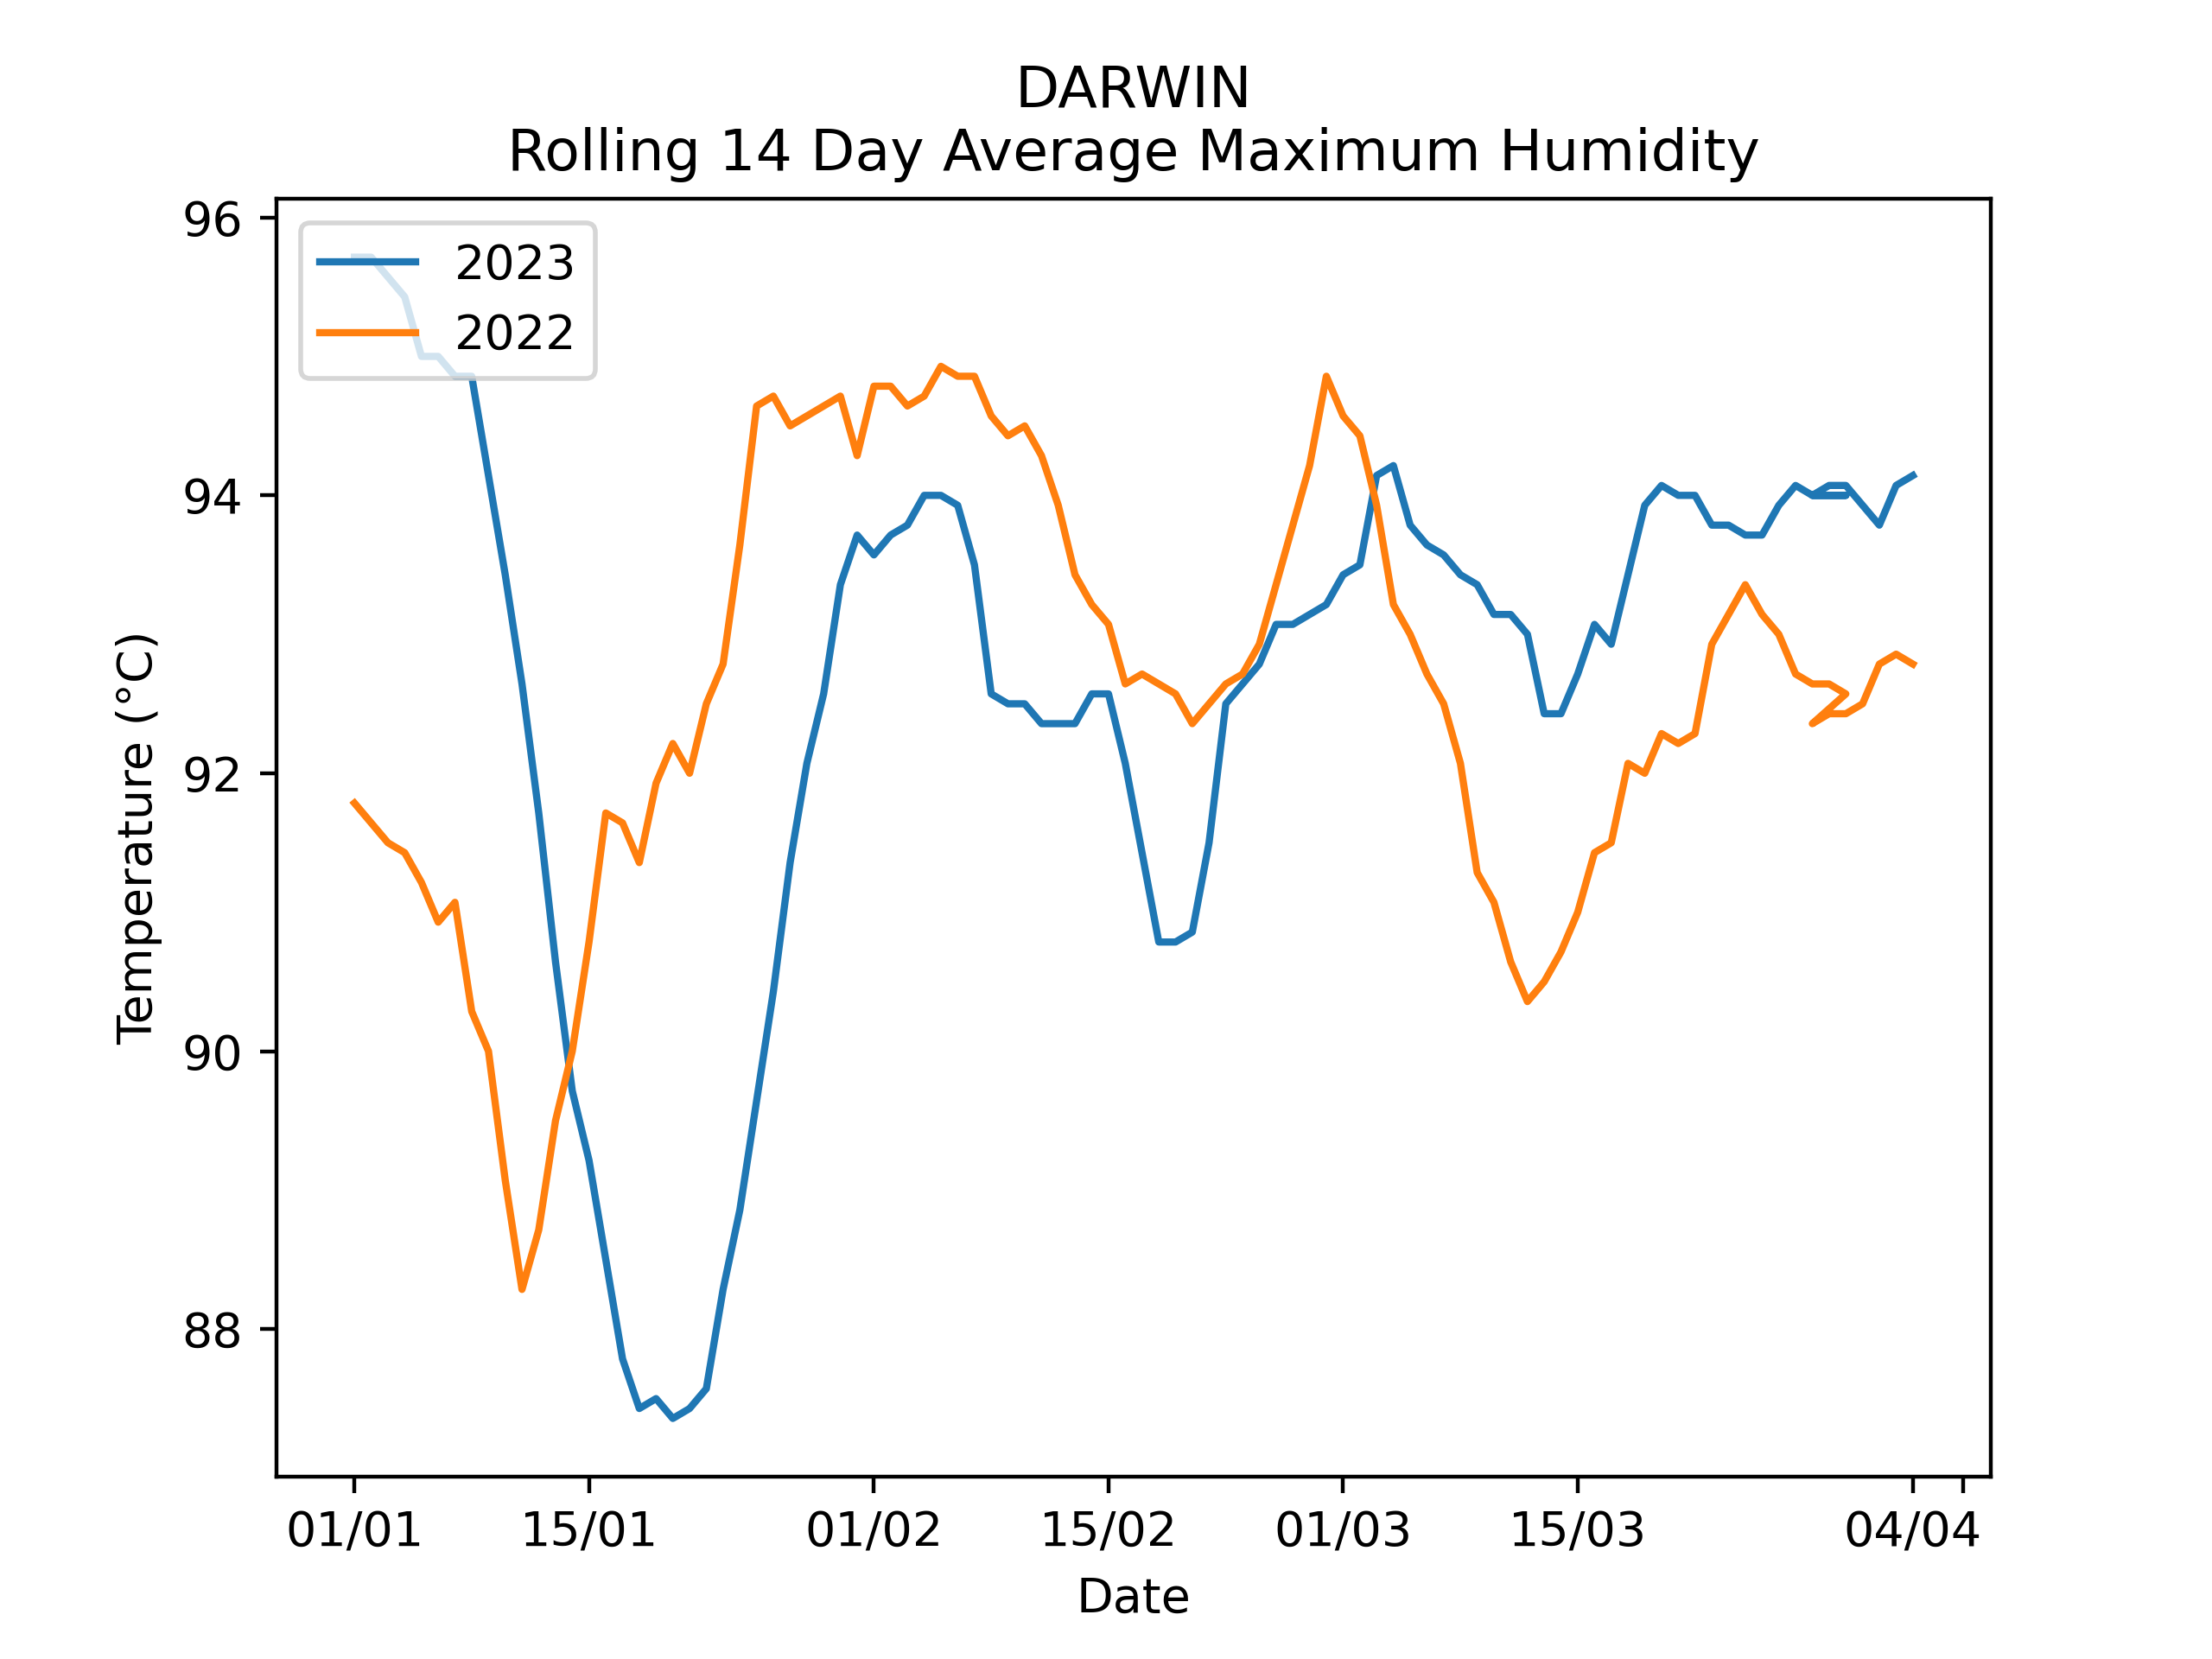 DARWIN
Rolling 14 Day Average Maximum Humidity
2023
2022
96
94
92
90
88
Temperature (°C)
01/01 15/01 01/02 15/02 01/03 15/03 04/04
Date